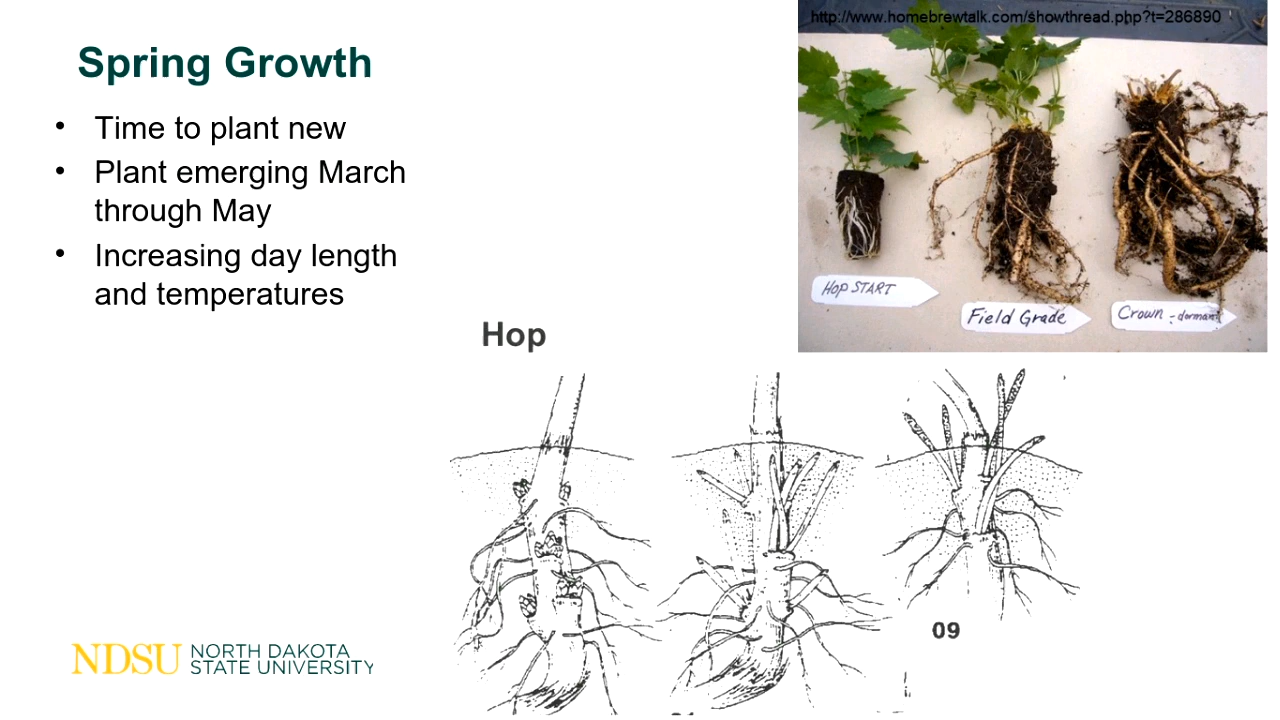 http://www.homebrewtalk.com/showthread.php?t=286890
Spring Growth
• Time to plant new
• Plant emerging March
through May
• Increasing day length
and temperatures
Hop START
Field Grade
Crown - dormant
Hop
09
NDSU NORTH DAKOTA
STATE UNIVERSITY